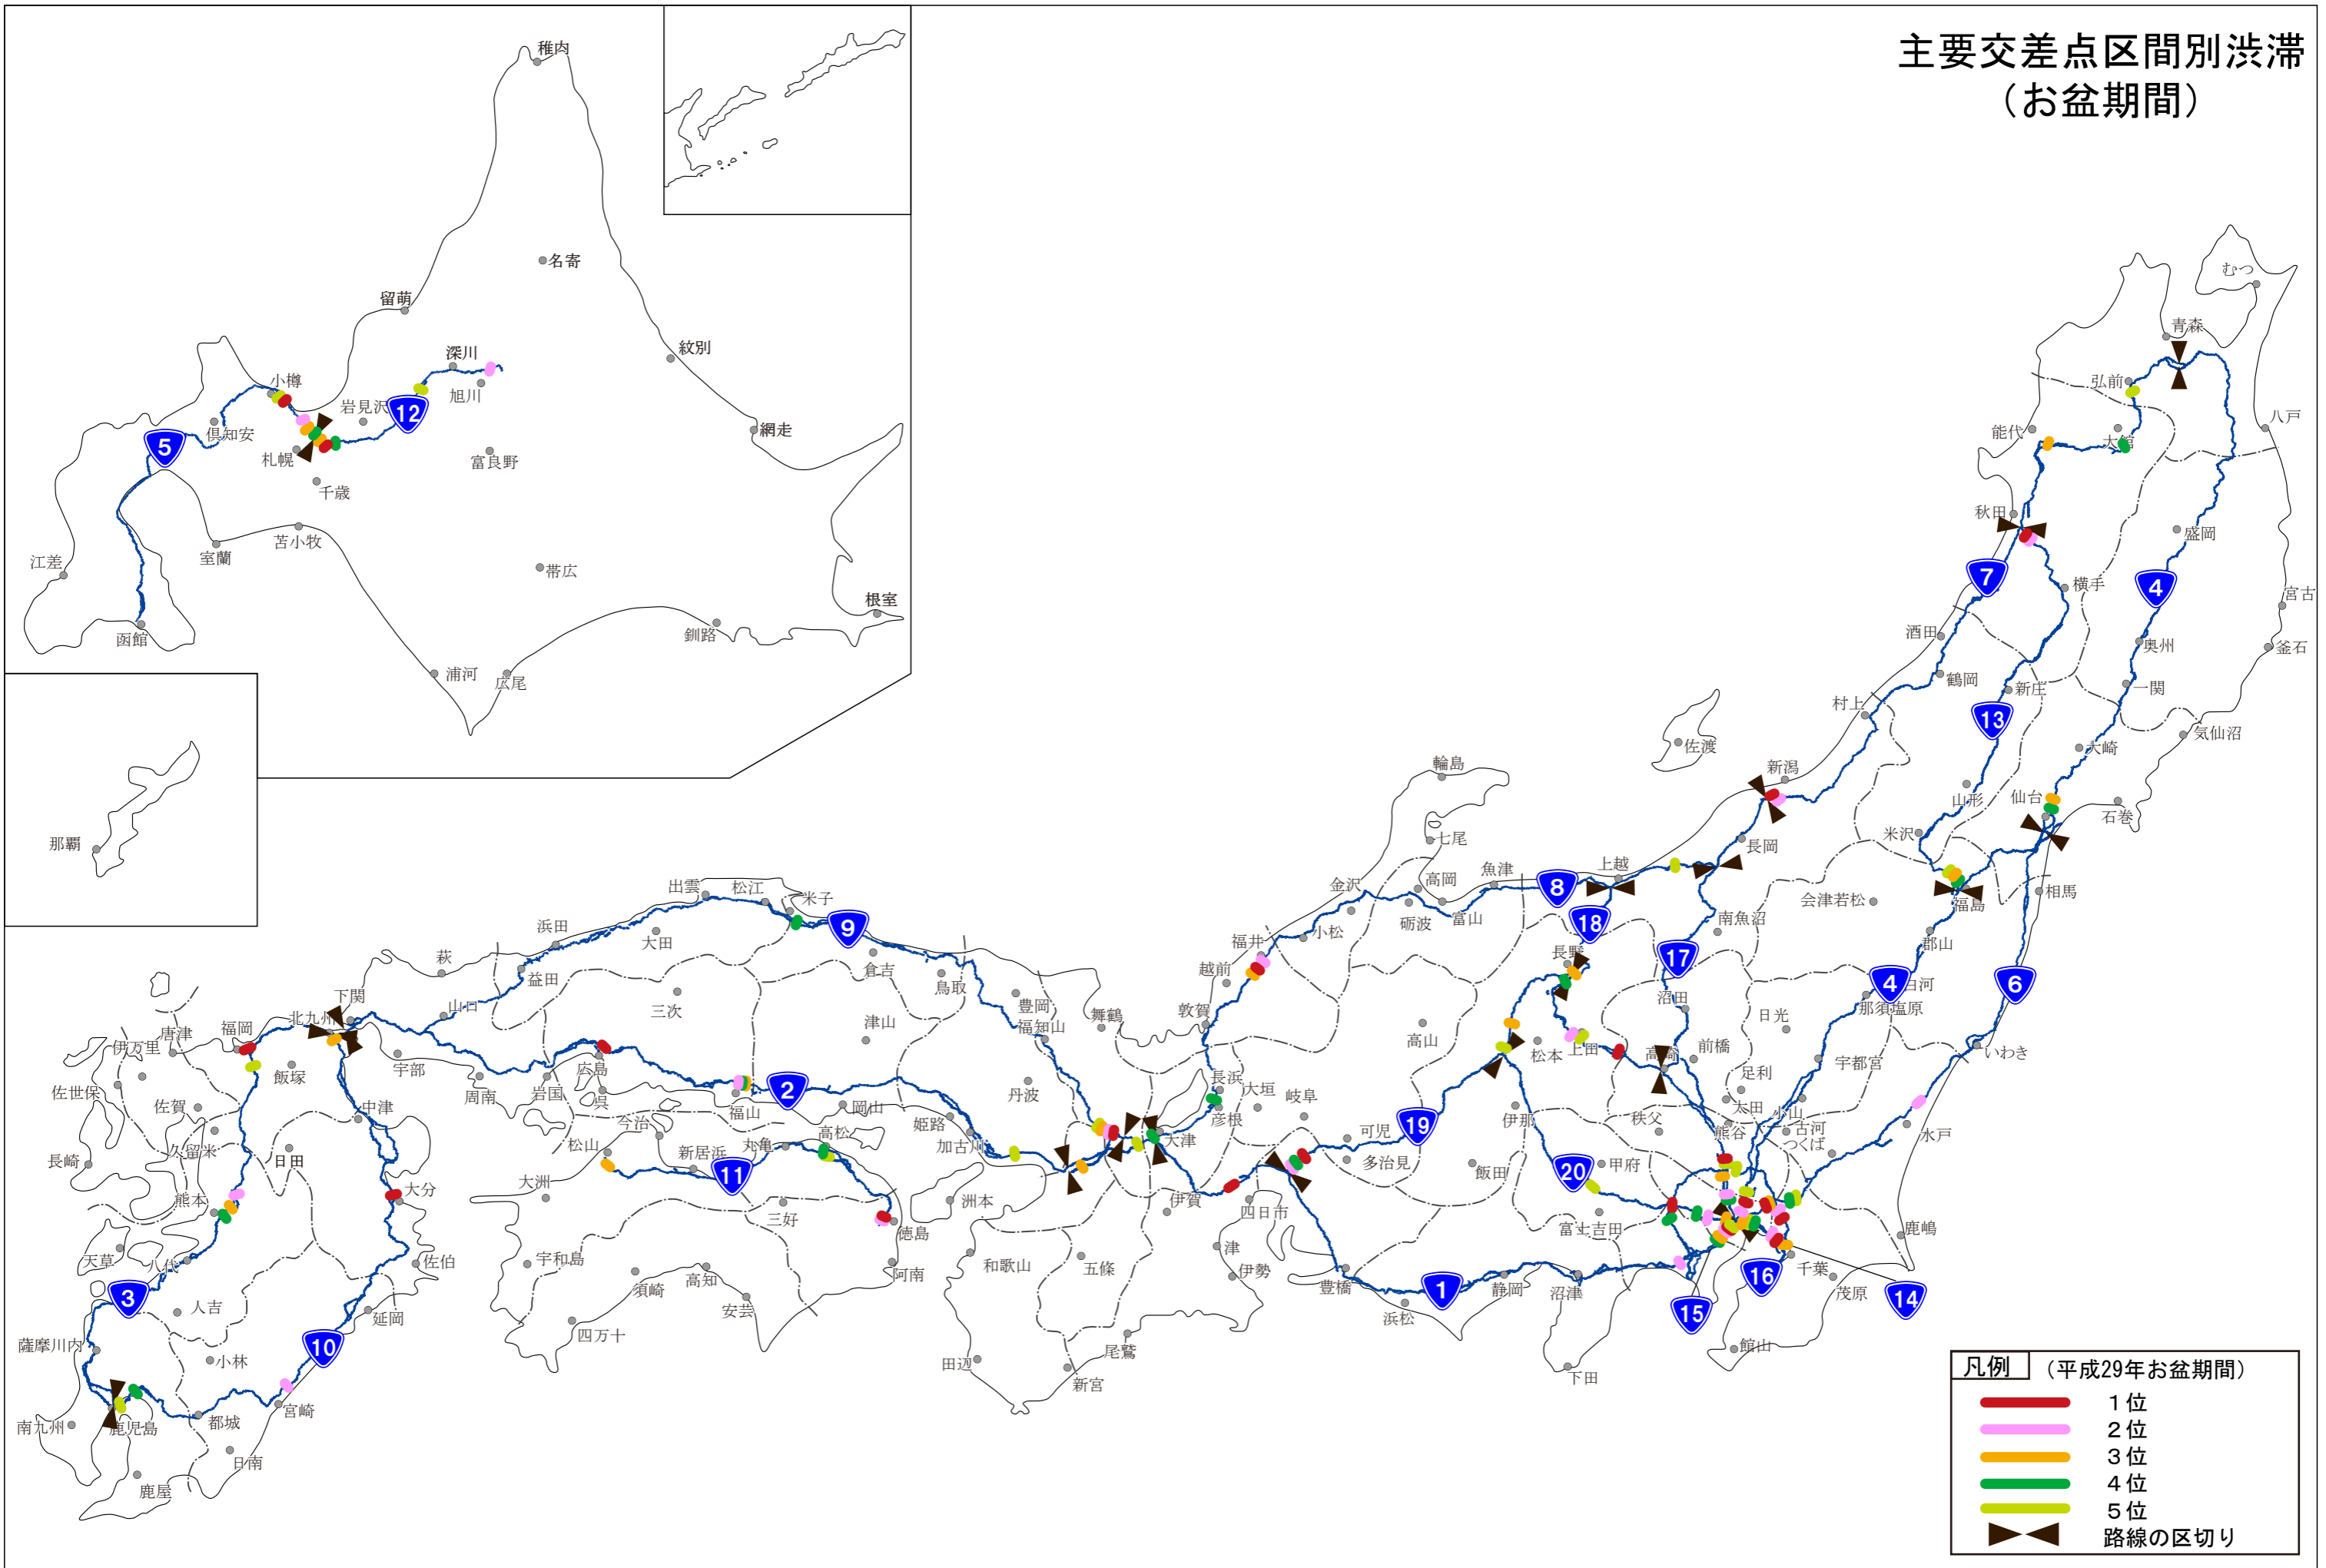 主要交差点区間別渋滞
（お盆期間）
稚内
名寄
留萌
紋別
深川
旭川
小樽
岩見沢
12
倶知安
5
札幌
網走
富良野
千歳
苫小牧
室蘭
江差
帯広
函館
根室
釧路
浦河
広尾
那覇
むつ
青森
弘前
八戸
能代
大館
秋田
盛岡
7
4
横手
宮古
酒田
奥州
釜石
鶴岡
新庄
一関
村上
13
気仙沼
佐渡
大崎
輪島
新潟
山形
仙台
石巻
七尾
長岡
米沢
魚津
上越
金沢
高岡
8
会津若松
福島
相馬
出雲
松江
米子
9
砺波
富山
18
南魚沼
浜田
大田
小松
福井
長野
17
郡山
萩
益田
倉吉
鳥取
越前
4
白河
6
那須塩原
下関
山口
三次
豊岡
舞鶴
敦賀
沼田
日光
北九州
福岡
唐津
伊万里
津山
福知山
高山
松本
上田
高崎
前橋
いわき
宇都宮
飯塚
宇部
佐世保
広島
周南
岩国
呉
2
福山
岡山
丹波
長浜
大垣
岐阜
彦根
足利
太田
小山
佐賀
中津
今治
姫路
加古川
伊那
秩父
熊谷
古河
つくば
水戸
19
可児
多治見
久留米
日田
長崎
松山
新居浜
丸亀
高松
11
大津
飯田
20
甲府
熊本
大分
大洲
三好
徳島
洲本
伊賀
四日市
富士吉田
鹿嶋
天草
八代
佐伯
宇和島
須崎
高知
安芸
阿南
和歌山
五條
津
伊勢
豊橋
浜松
1
静岡
沼津
16
千葉
茂原
14
15
3
人吉
延岡
四万十
薩摩川内
小林
10
田辺
新宮
尾鷲
下田
館山
南九州
鹿児島
都城
宮崎
日南
鹿屋
凡例
（平成29年お盆期間）
１位
２位
３位
４位
５位
路線の区切り